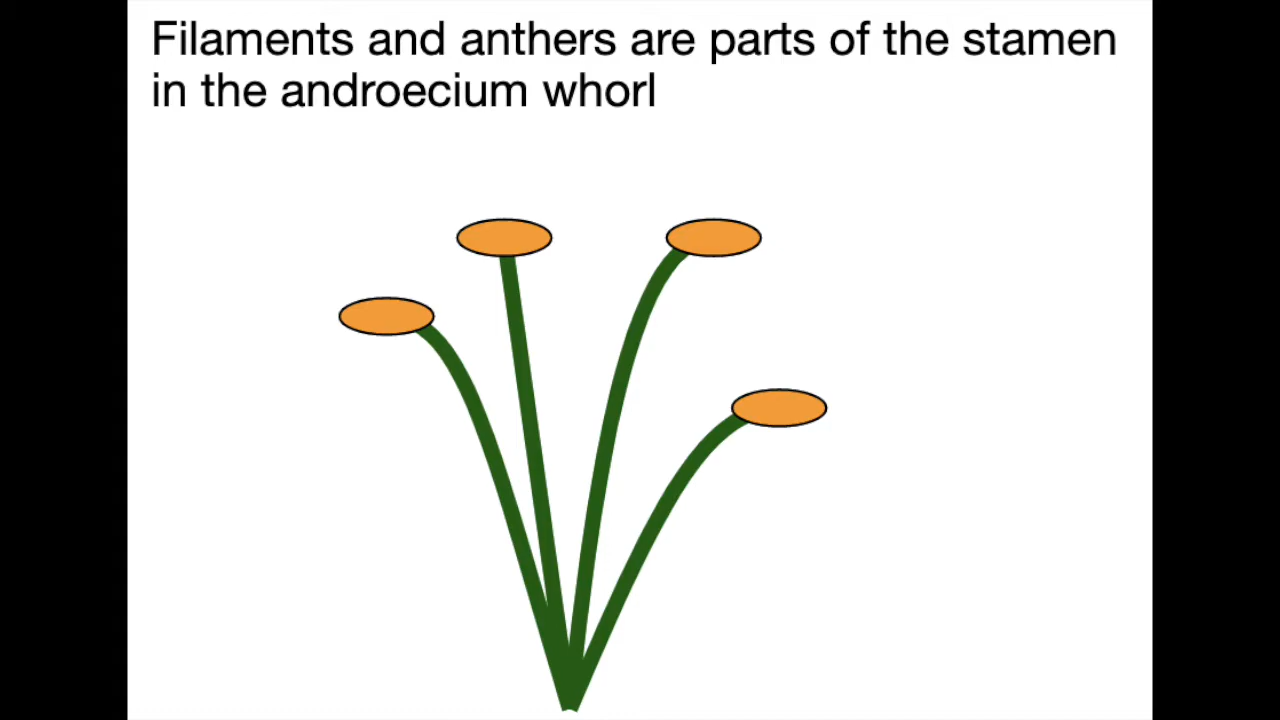 Filaments and anthers are parts of the stamen
in the androecium whorl